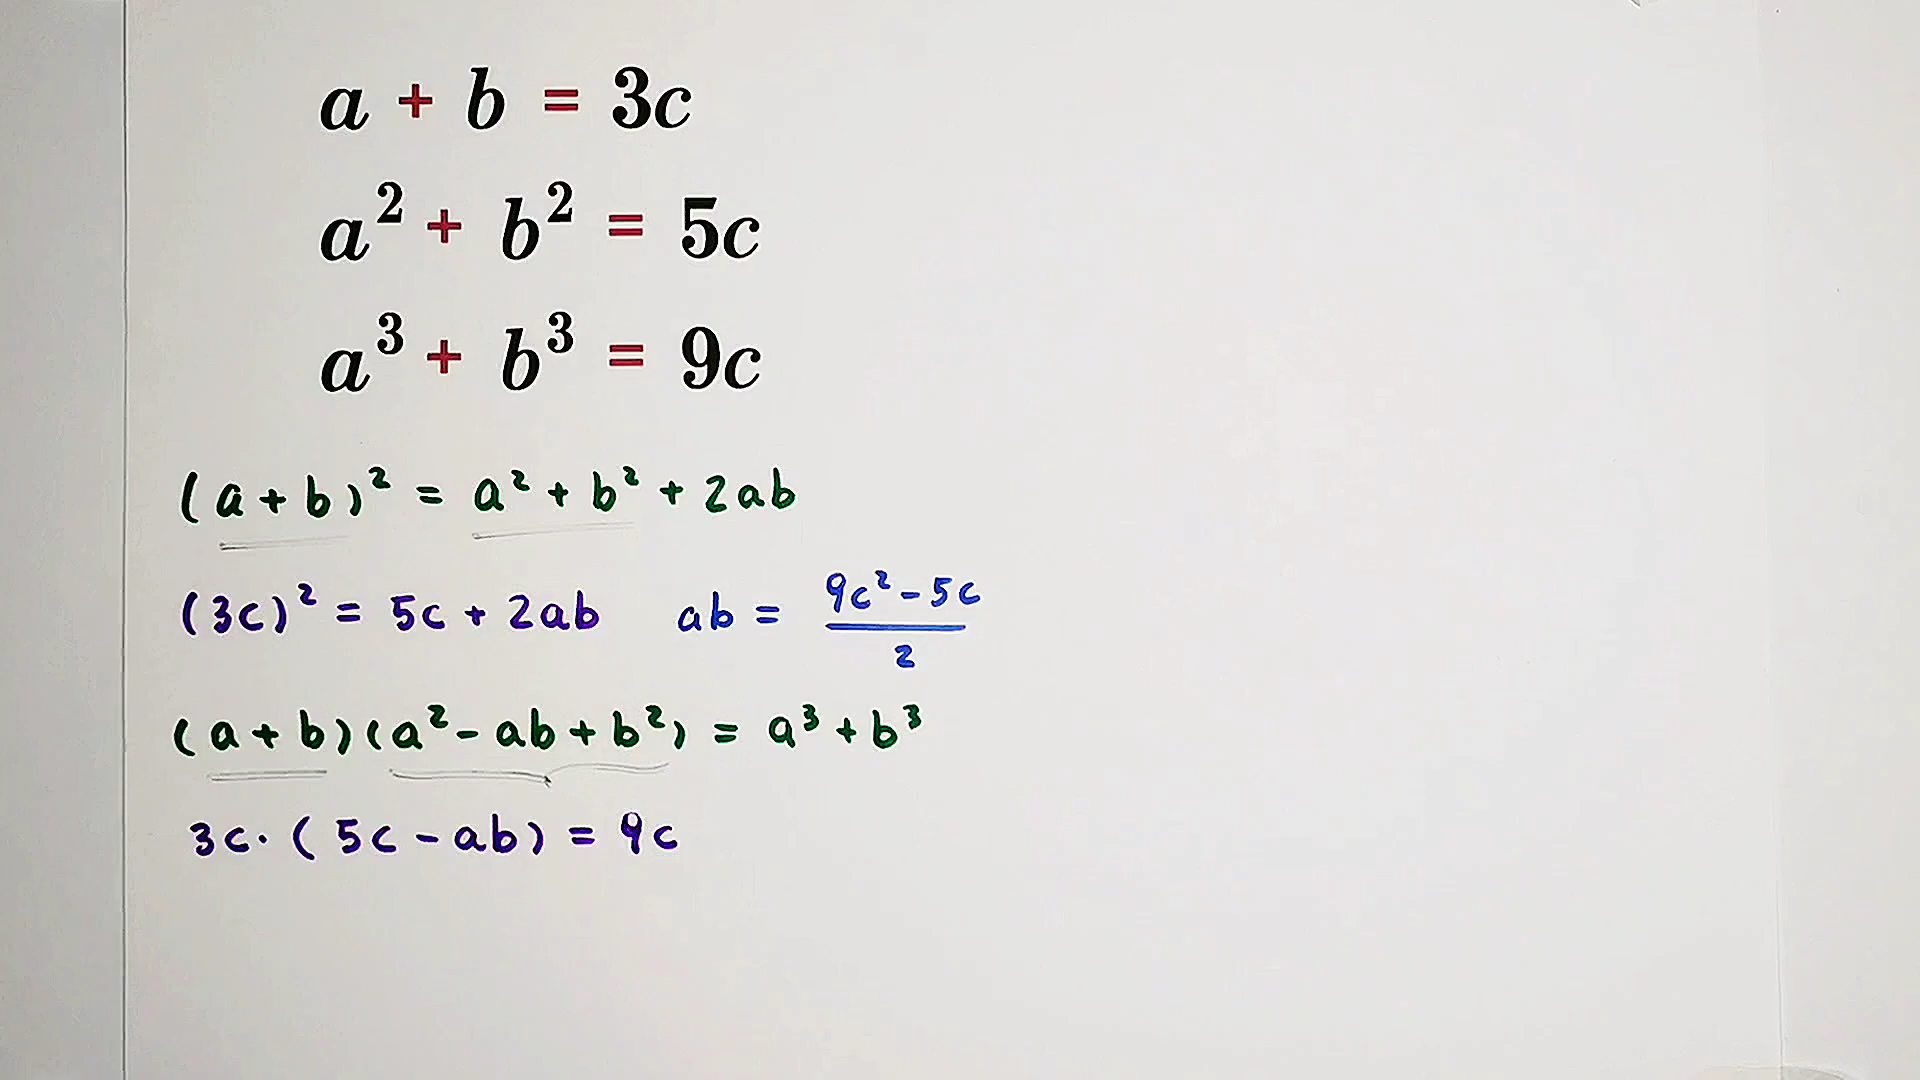 a + b = 3c
a² + b² = 5c
a³ + b³ = 9c
(a + b)² = a² + b² + 2ab
(3c)² = 5c + 2ab   ab = (9c² - 5c)/2
(a + b)(a² - ab + b²) = a³ + b³
3c · (5c - ab) = 9c